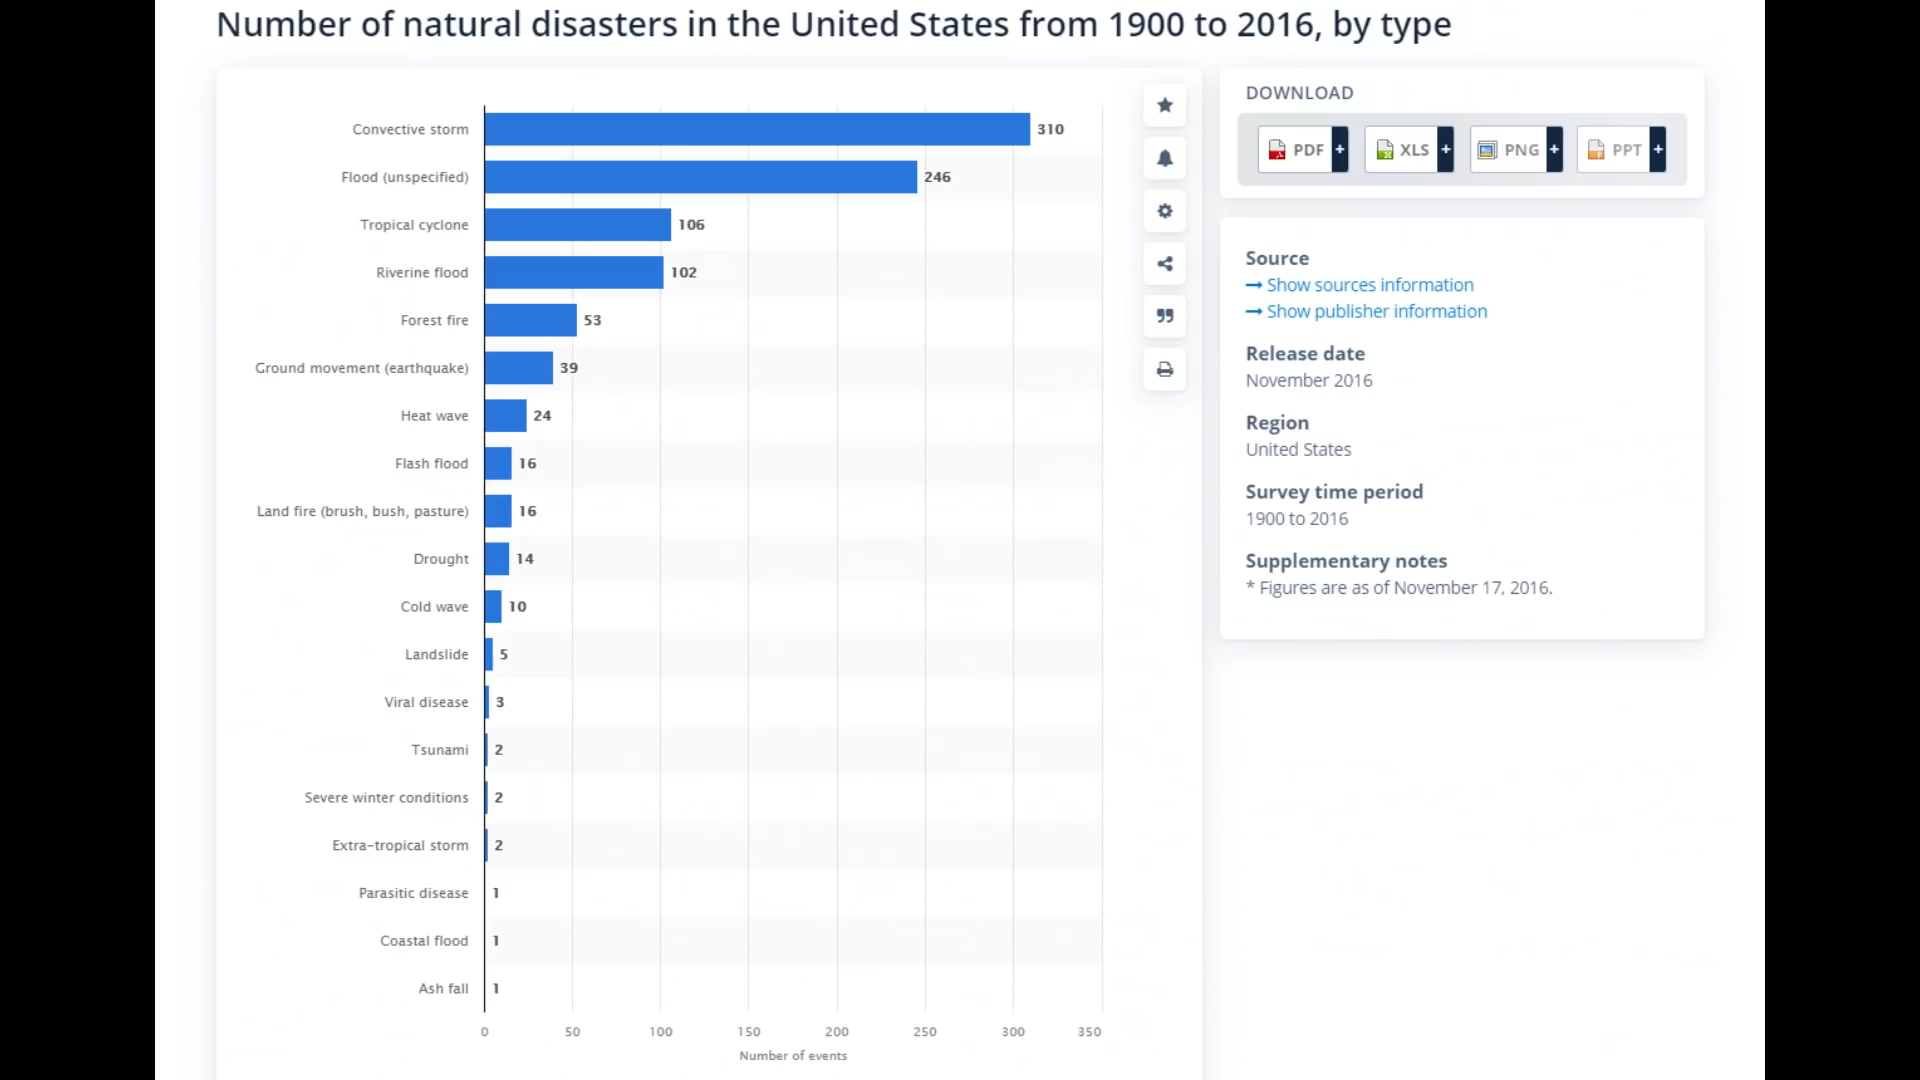 Number of natural disasters in the United States from 1900 to 2016, by type
Convective storm 310
Flood (unspecified) 246
Tropical cyclone 106
Riverine flood 102
Forest fire 53
Ground movement (earthquake) 39
Heat wave 24
Flash flood 16
Land fire (brush, bush, pasture) 16
Drought 14
Cold wave 10
Landslide 5
Viral disease 3
Tsunami 2
Severe winter conditions 2
Extra-tropical storm 2
Parasitic disease 1
Coastal flood 1
Ash fall 1
0 50 100 150 200 250 300 350
Number of events
DOWNLOAD
PDF + XLS + PNG + PPT +
Source
→ Show sources information
→ Show publisher information
Release date
November 2016
Region
United States
Survey time period
1900 to 2016
Supplementary notes
* Figures are as of November 17, 2016.